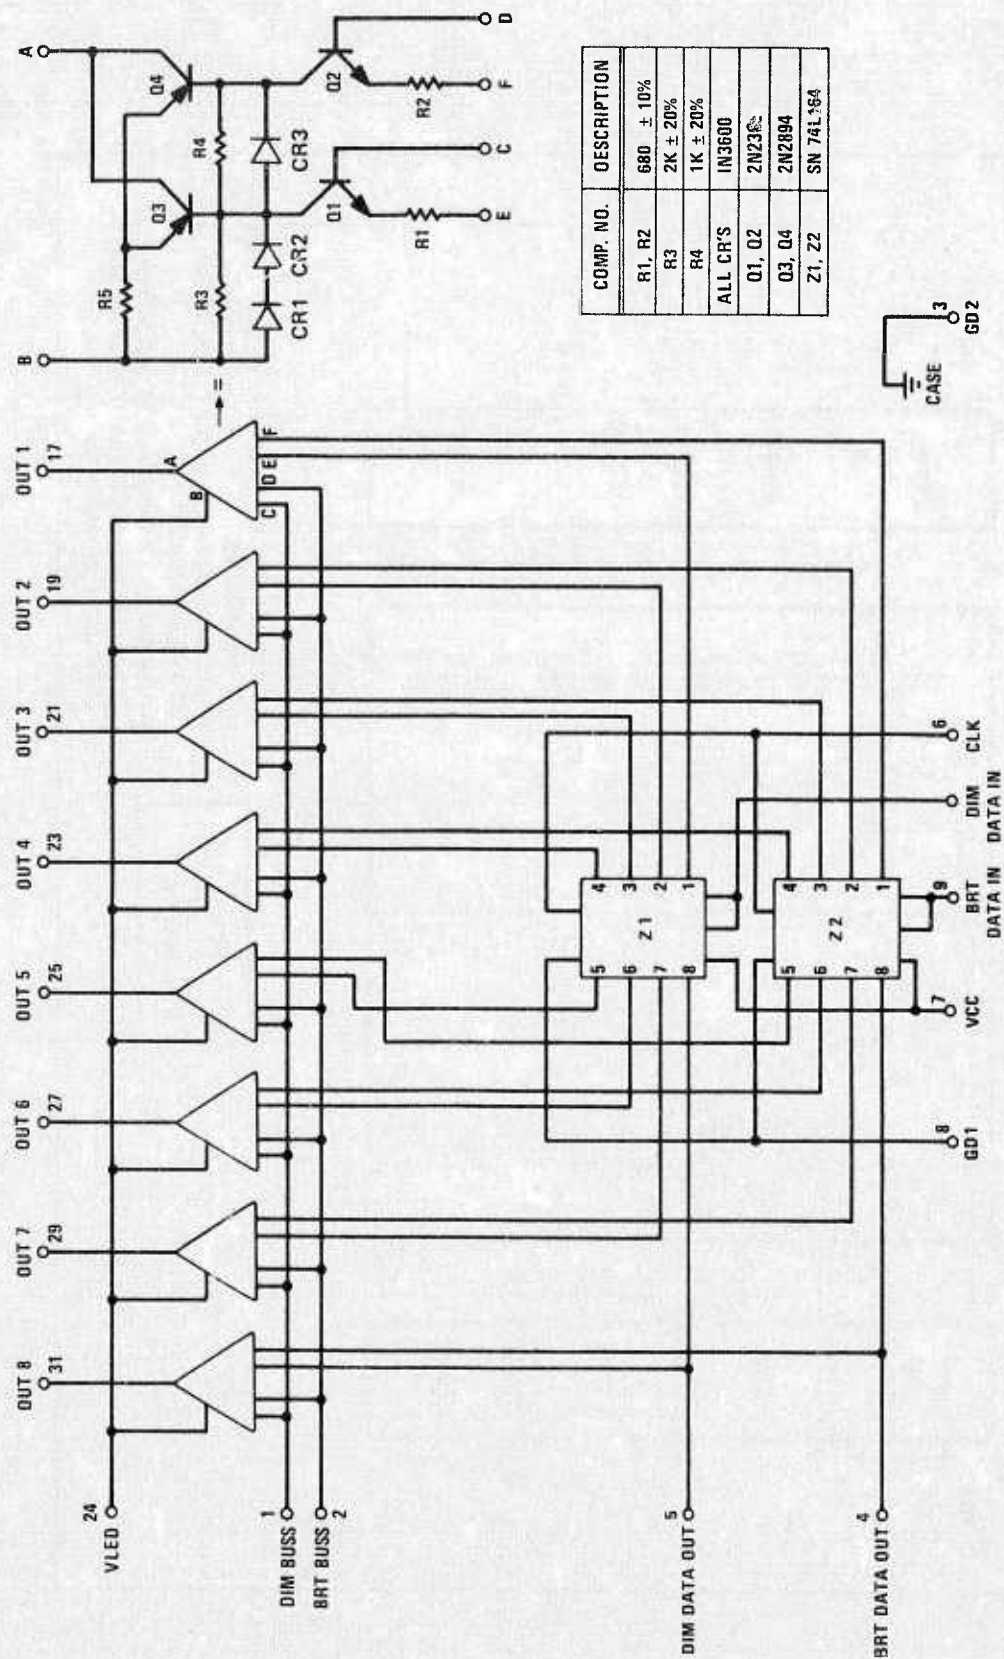 OUT 8
31
OUT 7
29
OUT 6
27
OUT 5
25
OUT 4
23
OUT 3
21
OUT 2
19
OUT 1
17
A
B
C
D
E
F
=
VLED
24
DIM BUSS
1
BRT BUSS
2
DIM DATA OUT
5
BRT DATA OUT
4
Z1
5
6
7
8
4
3
2
1
Z2
5
6
7
8
4
3
2
1
8
GD1
7
VCC
9
BRT
DATA IN
DIM
DATA IN
6
CLK
CASE
3
GD2
B
A
R5
Q3
Q4
R3
R4
CR1
CR2
CR3
Q1
Q2
R1
R2
E
C
F
D
COMP. NO. DESCRIPTION
R1, R2 680 ± 10%
R3 2K ± 20%
R4 1K ± 20%
ALL CR'S IN3600
Q1, Q2
Q3, Q4 2N2894
Z1, Z2 SN